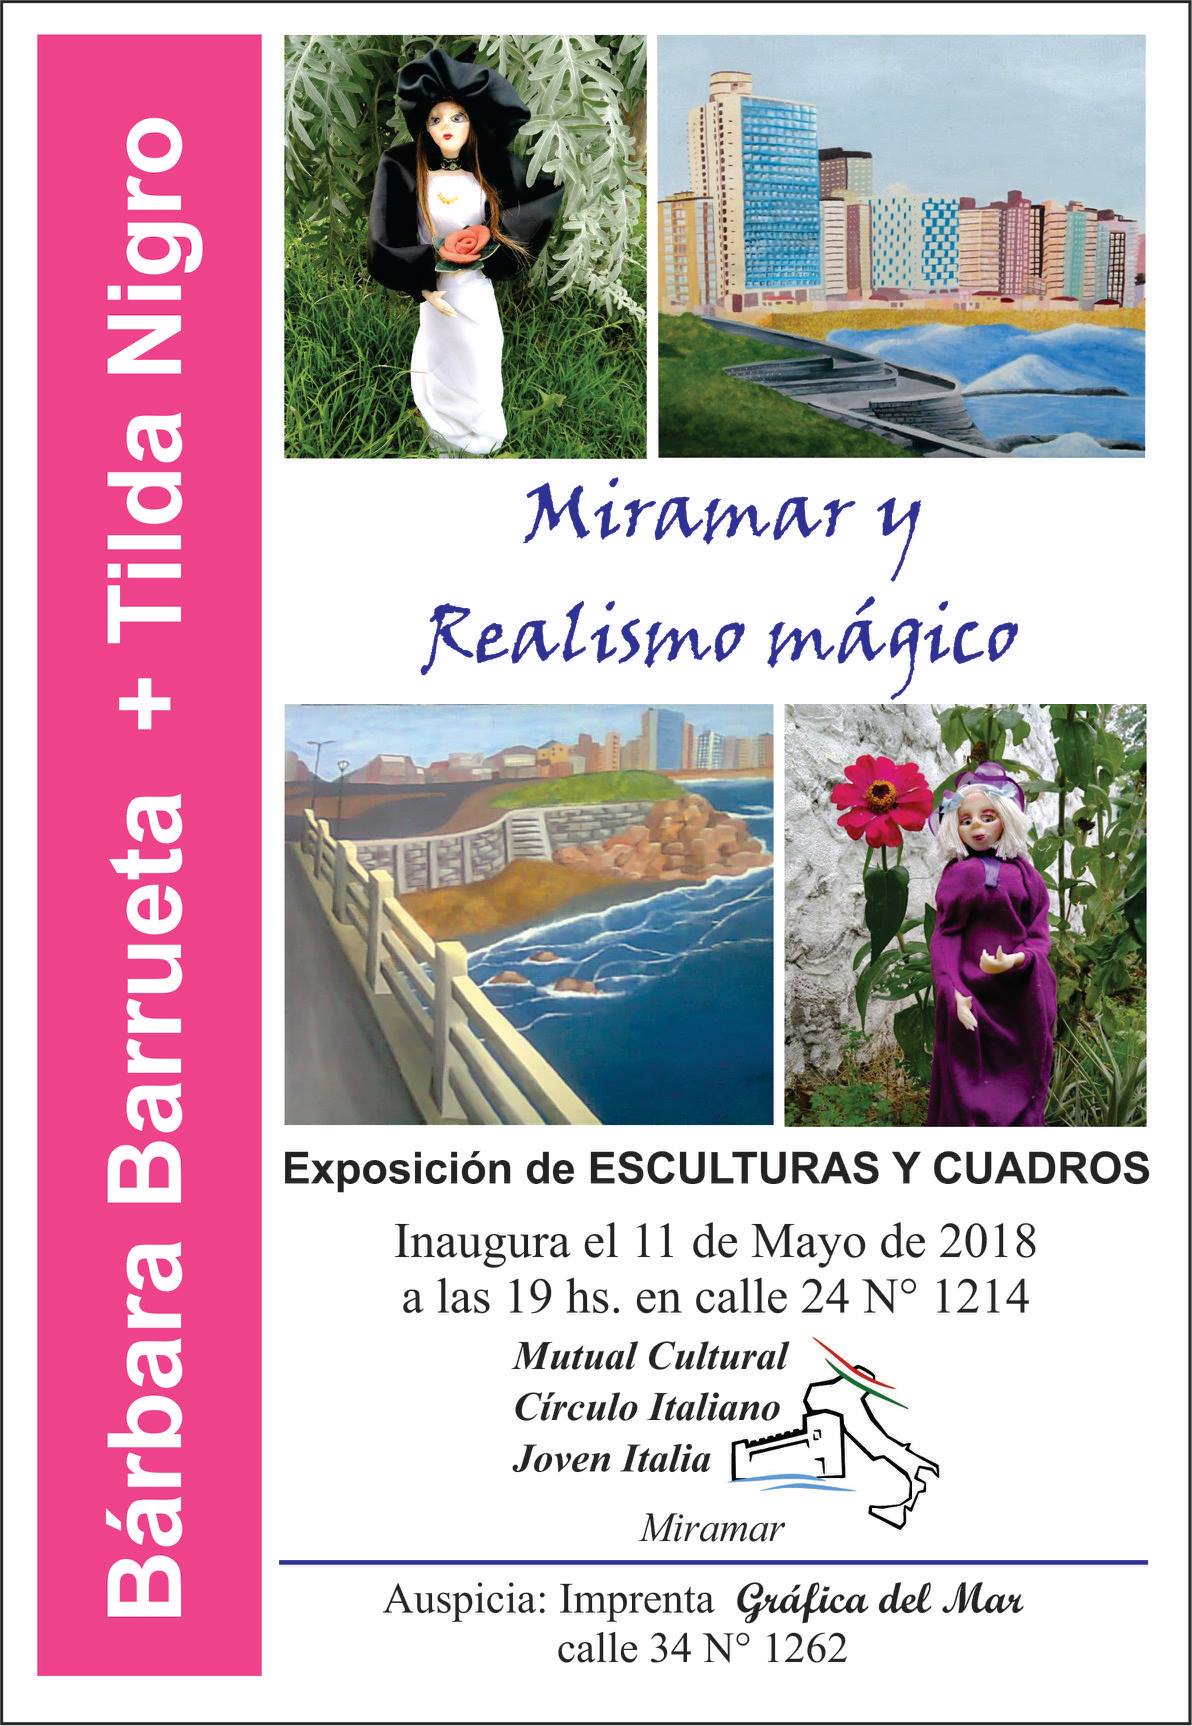 Bárbara Barrueta + Tilda Nigro
Miramar y
Realismo mágico
Exposición de ESCULTURAS Y CUADROS
Inaugura el 11 de Mayo de 2018
a las 19 hs. en calle 24 N° 1214
Mutual Cultural
Círculo Italiano
Joven Italia
Miramar
Auspicia: Imprenta Gráfica del Mar
calle 34 N° 1262